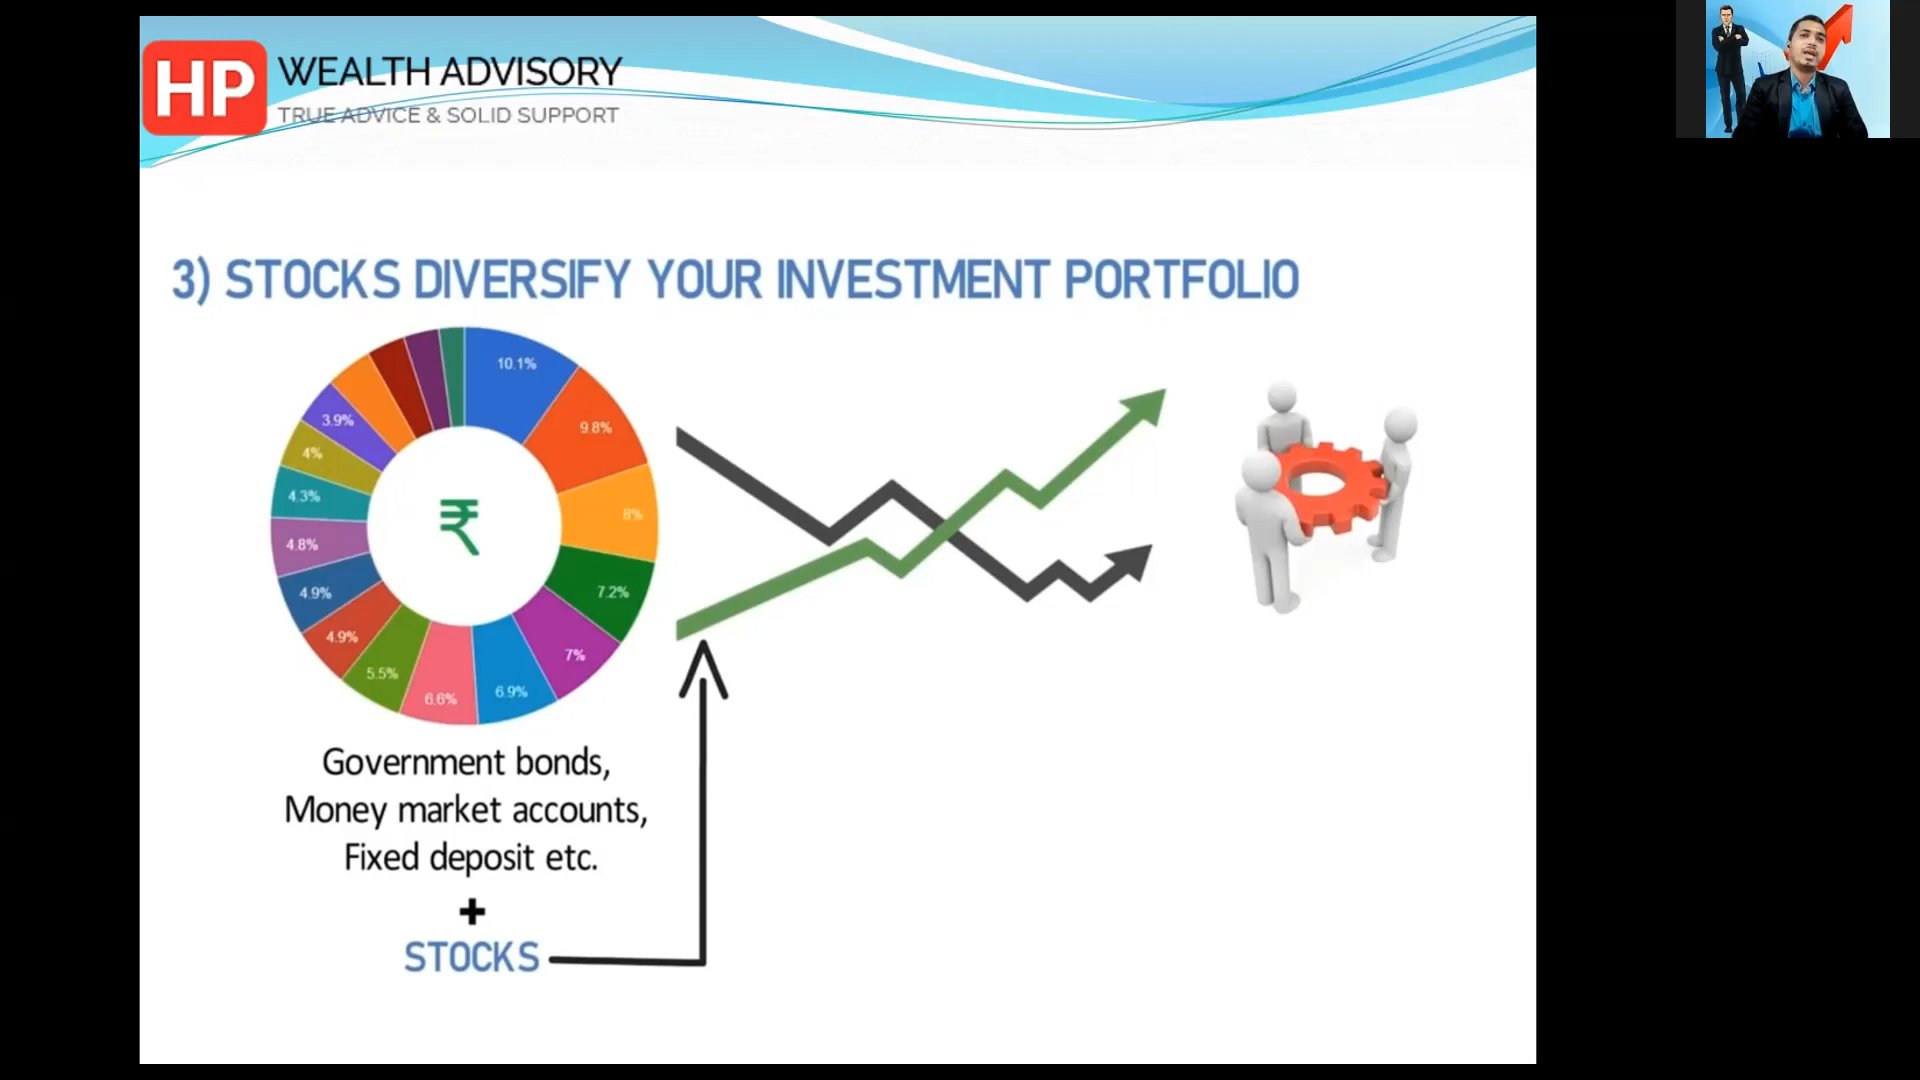 HP
WEALTH ADVISORY
TRUE ADVICE & SOLID SUPPORT
3) STOCKS DIVERSIFY YOUR INVESTMENT PORTFOLIO
10.1%
9.8%
8%
7.2%
7%
6.9%
6.6%
5.5%
4.9%
4.9%
4.8%
4.3%
4%
3.9%
₹
Government bonds,
Money market accounts,
Fixed deposit etc.
+
STOCKS